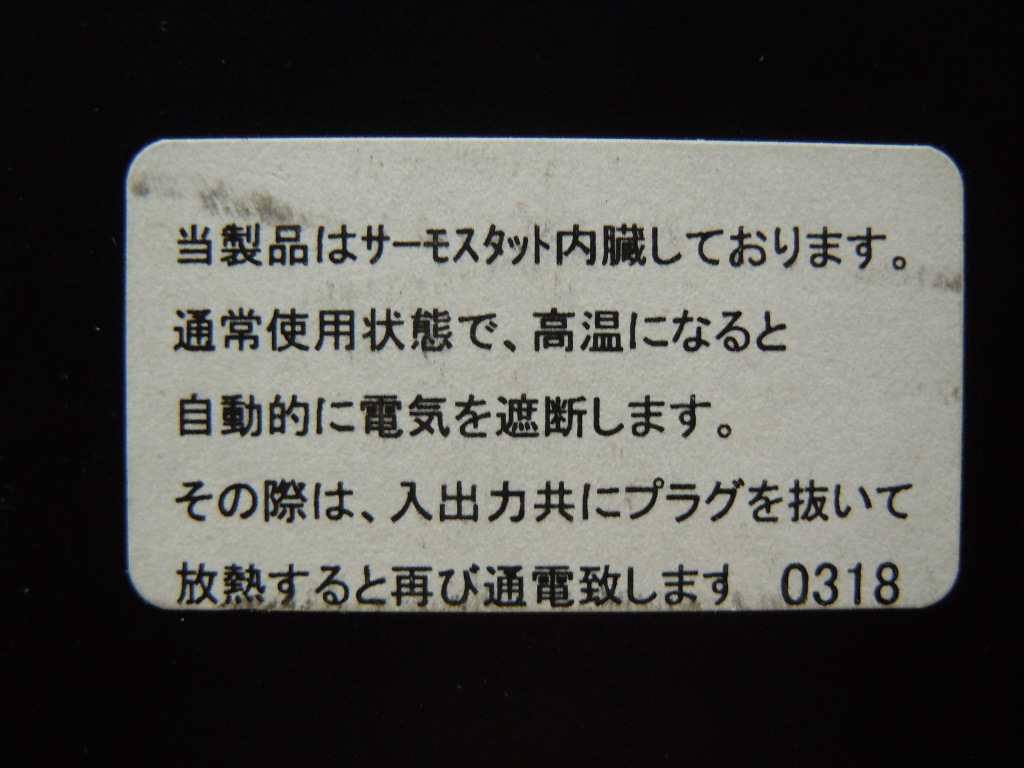 当製品はサーモスタット内臓しております。
通常使用状態で、高温になると
自動的に電気を遮断します。
その際は、入出力共にプラグを抜いて
放熱すると再び通電致します 0318